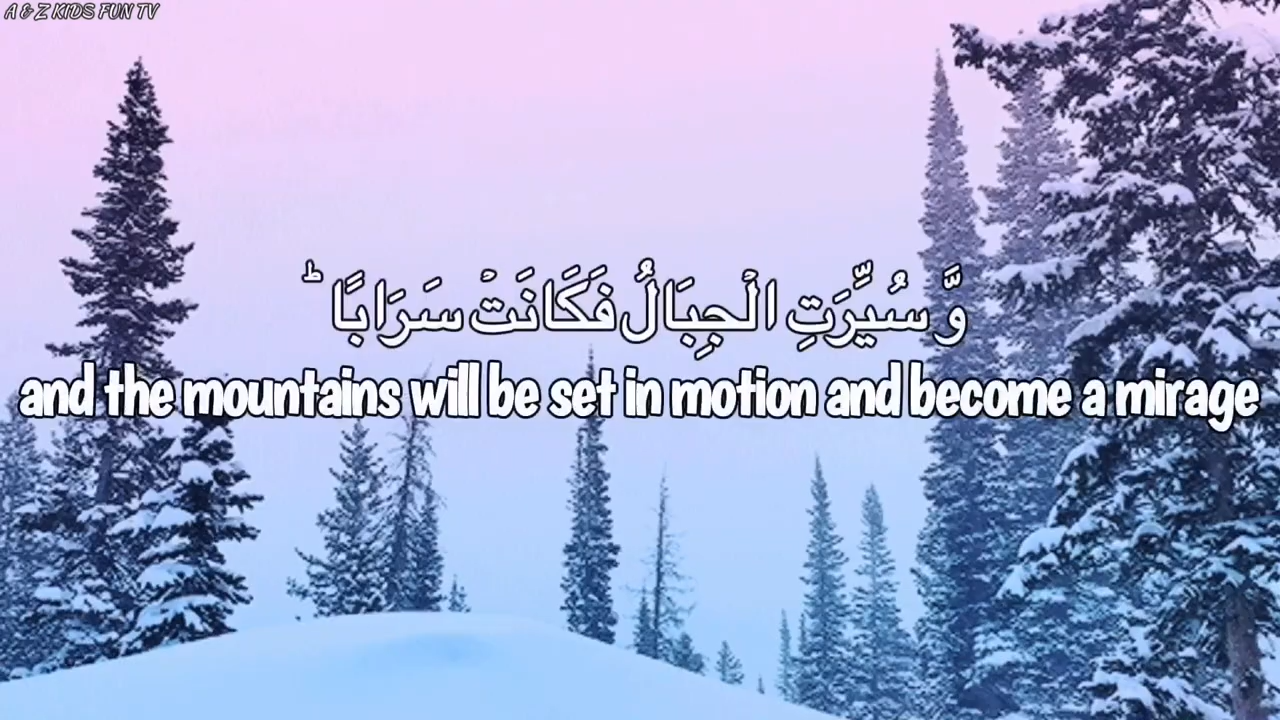 A & Z KIDS FUN TV
وَّ سُيِّرَتِ الۡجِبَالُ فَكَانَتۡ سَرَابًا ؕ
and the mountains will be set in motion and become a mirage